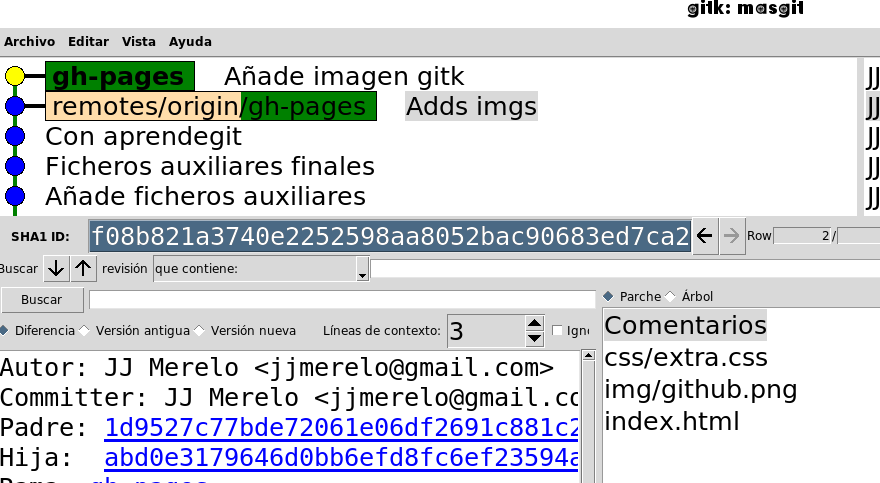 gitk: masgit
Archivo Editar Vista Ayuda
gh-pages Añade imagen gitk JJ
remotes/origin/gh-pages Adds imgs JJ
Con aprendegit JJ
Ficheros auxiliares finales JJ
Añade ficheros auxiliares JJ
SHA1 ID: f08b821a3740e2252598aa8052bac90683ed7ca2 Row 2 /
Buscar revisión que contiene:
Buscar
Parche Árbol
Diferencia Versión antigua Versión nueva Líneas de contexto: 3
Comentarios
css/extra.css
img/github.png
index.html
Autor: JJ Merelo <jjmerelo@gmail.com>
Committer: JJ Merelo <jjmerelo@gmail.co
Padre: 1d9527c77bde72061e06df2691c881c2
Hija: abd0e3179646d0bb6efd8fc6ef23594a